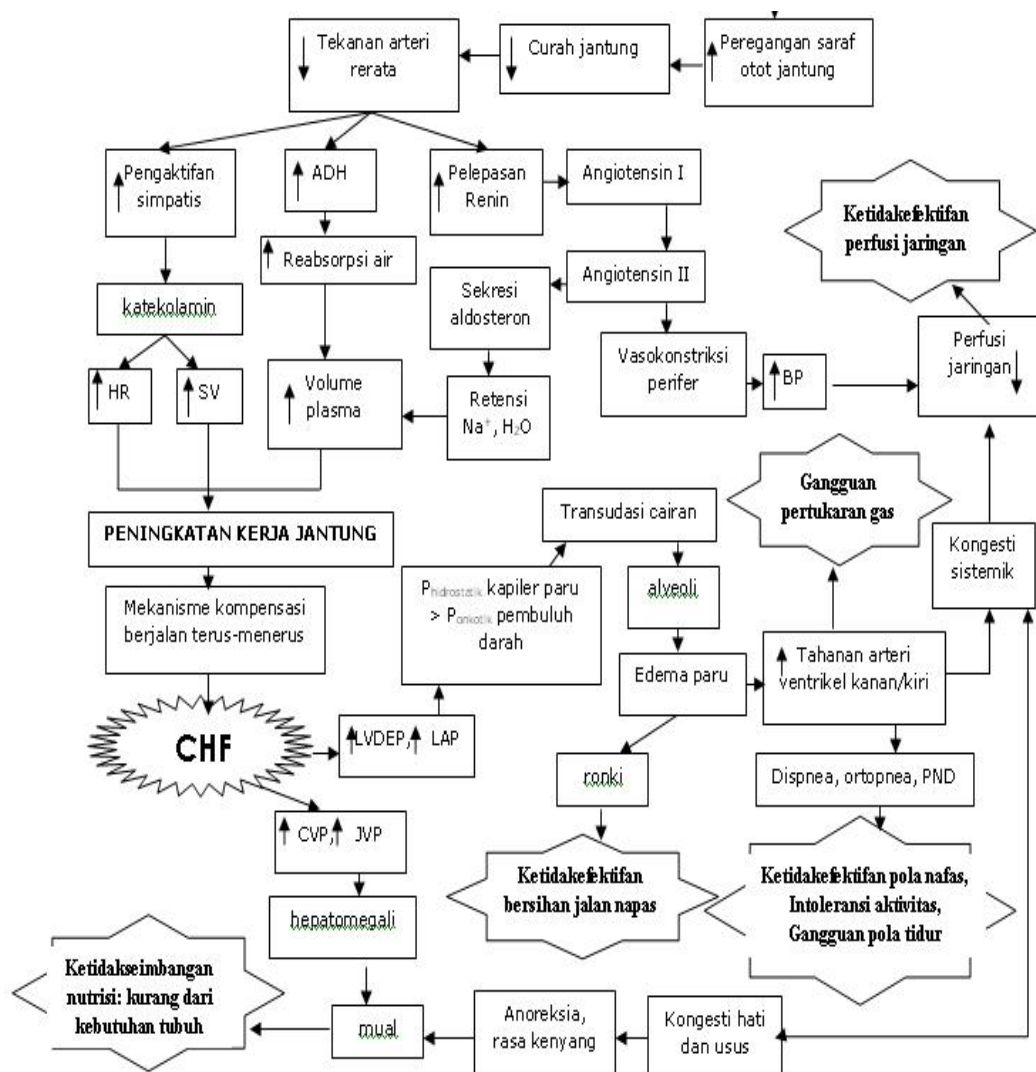 Tekanan arteri
rerata
Curah jantung
Peregangan saraf
otot jantung
Pengaktifan
simpatis
ADH
Pelepasan
Renin
Angiotensin I
Ketidakefektifan
perfusi jaringan
Reabsorpsi air
Angiotensin II
Sekresi
aldosteron
katekolamin
Vasokonstriksi
perifer
BP
Perfusi
jaringan
HR
SV
Volume
plasma
Retensi
Na⁺, H₂O
Gangguan
pertukaran gas
Transudasi cairan
PENINGKATAN KERJA JANTUNG
Kongesti
sistemik
P hidrostatik kapiler paru
> P onkotik pembuluh
darah
alveoli
Mekanisme kompensasi
berjalan terus-menerus
Edema paru
Tahanan arteri
ventrikel kanan/kiri
CHF
LVDEP, LAP
ronki
Dispnea, ortopnea, PND
CVP, JVP
Ketidakefektifan
bersihan jalan napas
Ketidakefektifan pola nafas,
Intoleransi aktivitas,
Gangguan pola tidur
hepatomegali
Ketidakseimbangan
nutrisi: kurang dari
kebutuhan tubuh
mual
Anoreksia,
rasa kenyang
Kongesti hati
dan usus